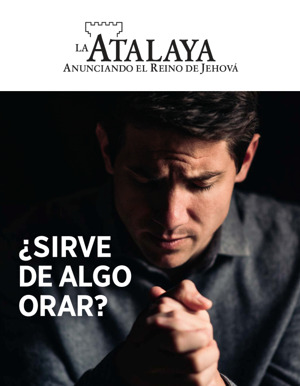 LA ATALAYA
ANUNCIANDO EL REINO DE JEHOVÁ
¿SIRVE
DE ALGO
ORAR?